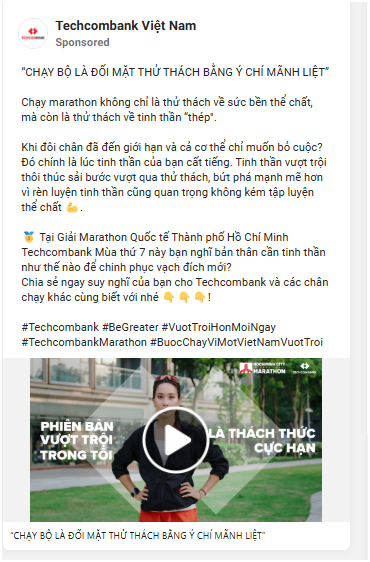 Techcombank Việt Nam
Sponsored
“CHẠY BỘ LÀ ĐỐI MẶT THỬ THÁCH BẰNG Ý CHÍ MÃNH LIỆT”
Chạy marathon không chỉ là thử thách về sức bền thể chất,
mà còn là thử thách về tinh thần “thép".
Khi đôi chân đã đến giới hạn và cả cơ thể chỉ muốn bỏ cuộc?
Đó chính là lúc tinh thần của bạn cất tiếng. Tinh thần vượt trội
thôi thúc sải bước vượt qua thử thách, bứt phá mạnh mẽ hơn
vì rèn luyện tinh thần cũng quan trọng không kém tập luyện
thể chất 💪.
🏅 Tại Giải Marathon Quốc tế Thành phố Hồ Chí Minh
Techcombank Mùa thứ 7 này bạn nghĩ bản thân cần tinh thần
như thế nào để chinh phục vạch đích mới?
Chia sẻ ngay suy nghĩ của bạn cho Techcombank và các chân
chạy khác cùng biết với nhé 👇 👇 👇!
#Techcombank #BeGreater #VuotTroiHonMoiNgay
#TechcombankMarathon #BuocChayViMotVietNamVuotTroi
HOCHIMINH CITY
MARATHON
TECHCOMBANK
PHIÊN BẢN
VƯỢT TRỘI
TRONG TÔI
LÀ THÁCH THỨC
CỰC HẠN
“CHẠY BỘ LÀ ĐỐI MẶT THỬ THÁCH BẰNG Ý CHÍ MÃNH LIỆT”